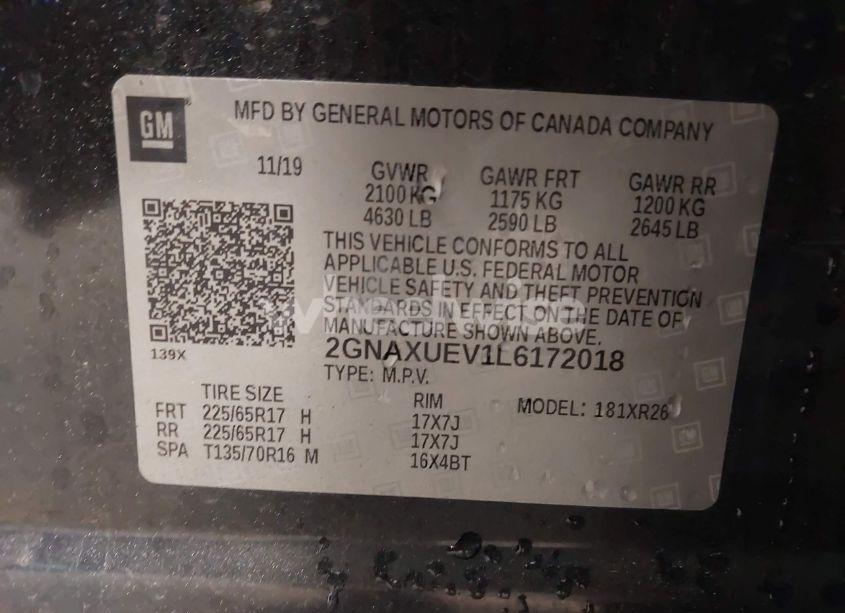 GM
MFD BY GENERAL MOTORS OF CANADA COMPANY
11/19 GVWR GAWR FRT GAWR RR
2100 KG 1175 KG 1200 KG
4630 LB 2590 LB 2645 LB
THIS VEHICLE CONFORMS TO ALL
APPLICABLE U.S. FEDERAL MOTOR
VEHICLE SAFETY AND THEFT PREVENTION
STANDARDS IN EFFECT ON THE DATE OF
MANUFACTURE SHOWN ABOVE.
139X
2GNAXUEV1L6172018
TYPE: M.P.V.
TIRE SIZE RIM MODEL: 181XR26
FRT 225/65R17 H 17X7J
RR 225/65R17 H 17X7J
SPA T135/70R16 M 16X4BT